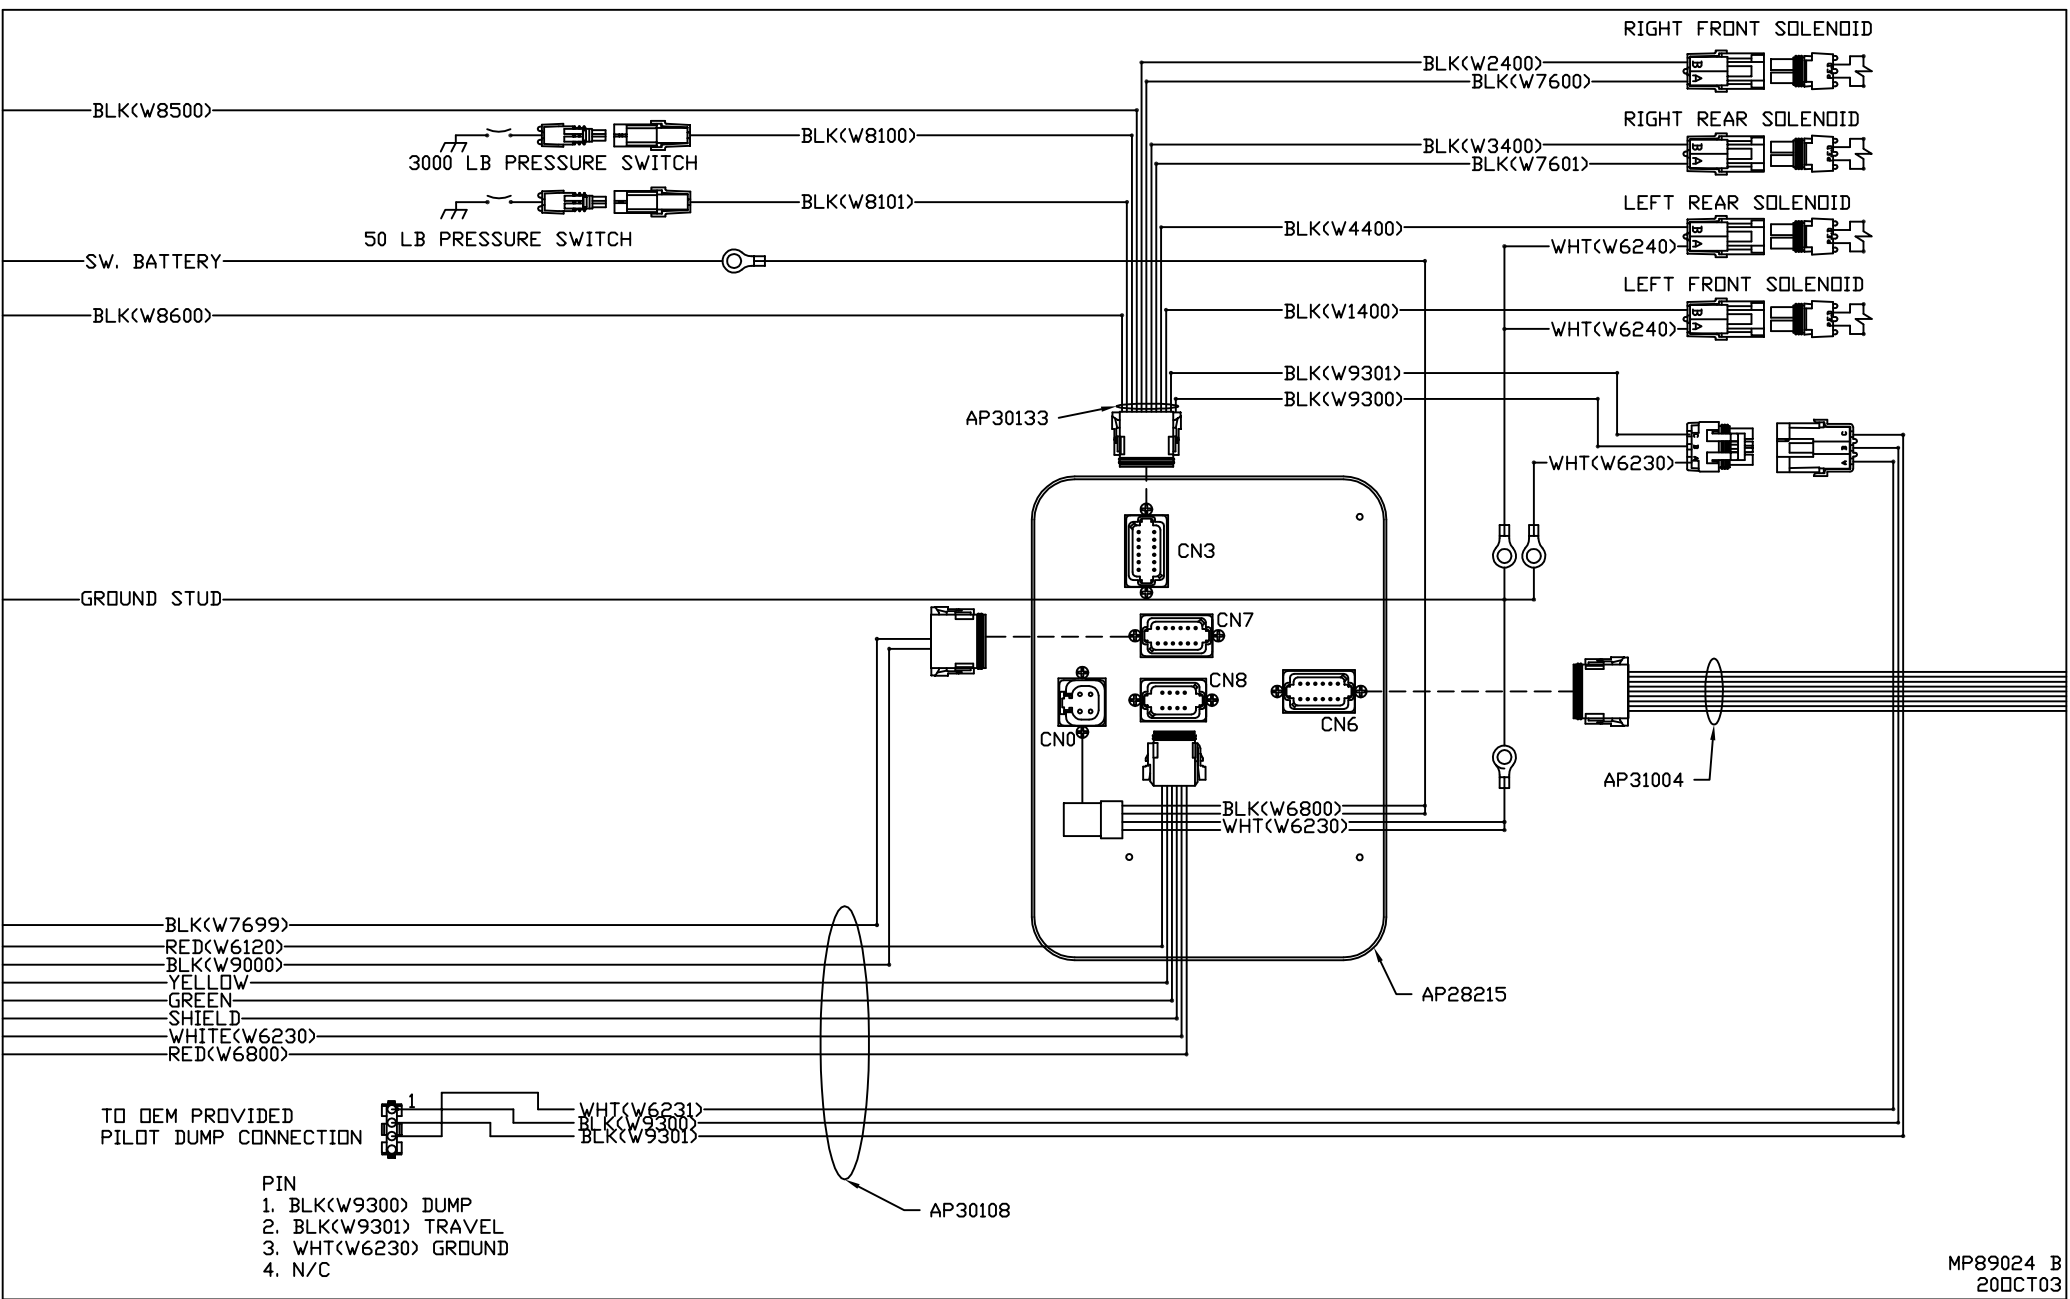 RIGHT FRONT SOLENOID
BLK(W2400)
B
A
BLK(W7600)
BLK(W8500)
RIGHT REAR SOLENOID
BLK(W8100)
3000 LB PRESSURE SWITCH
BLK(W3400)
B
A
BLK(W7601)
BLK(W8101)
50 LB PRESSURE SWITCH
LEFT REAR SOLENOID
BLK(W4400)
B
A
WHT(W6240)
SW. BATTERY
LEFT FRONT SOLENOID
BLK(W8600)
BLK(W1400)
B
A
WHT(W6240)
BLK(W9301)
BLK(W9300)
AP30133
C
B
A
WHT(W6230)
CN3
GROUND STUD
CN7
CN8
CN0
CN6
AP31004
BLK(W6800)
WHT(W6230)
BLK(W7699)
RED(W6120)
BLK(W9000)
YELLOW
GREEN
SHIELD
WHITE(W6230)
RED(W6800)
AP28215
TO OEM PROVIDED
PILOT DUMP CONNECTION
1
WHT(W6231)
BLK(W9300)
BLK(W9301)
PIN
1. BLK(W9300) DUMP
2. BLK(W9301) TRAVEL
3. WHT(W6230) GROUND
4. N/C
AP30108
MP89024 B
20OCT03